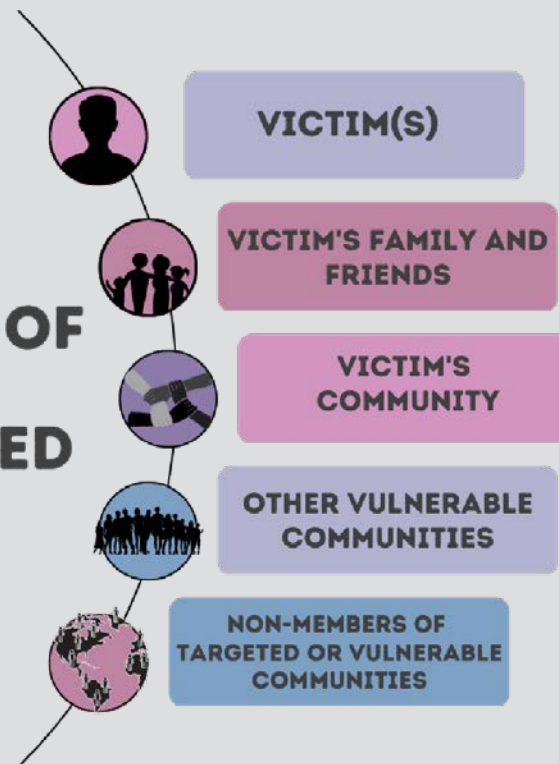 VICTIM(S)
VICTIM'S FAMILY AND
FRIENDS
OF
VICTIM'S
COMMUNITY
ED
OTHER VULNERABLE
COMMUNITIES
NON-MEMBERS OF
TARGETED OR VULNERABLE
COMMUNITIES